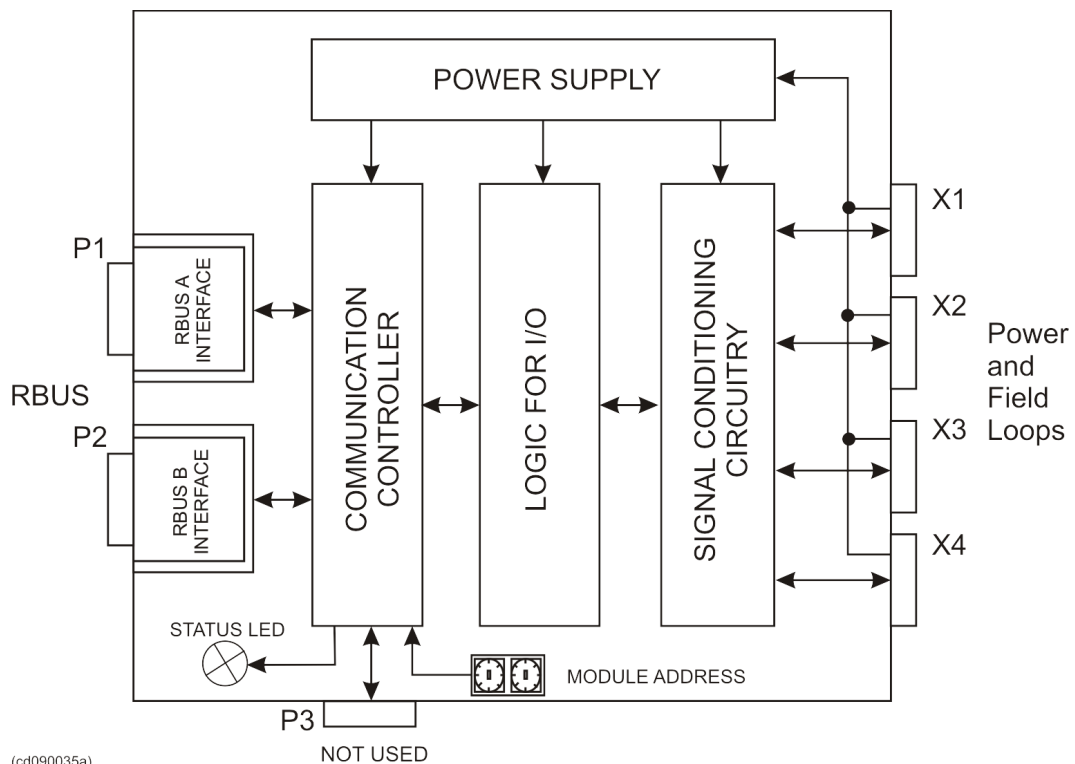 POWER SUPPLY
X1
P1
RBUS A
INTERFACE
COMMUNICATION
CONTROLLER
LOGIC FOR I/O
SIGNAL CONDITIONING
CIRCUITRY
X2
Power
and
Field
Loops
RBUS
P2
RBUS B
INTERFACE
X3
X4
STATUS LED
MODULE ADDRESS
P3
NOT USED
(cd090035a)